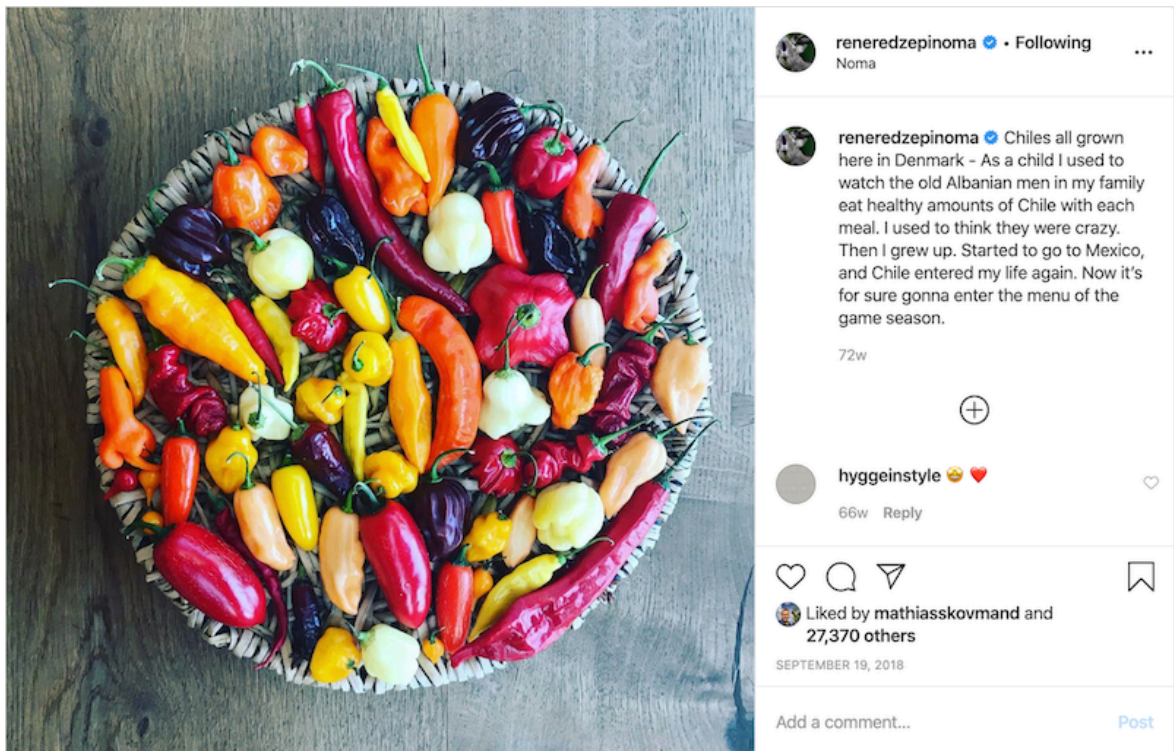 reneredzepinoma • Following
Noma
reneredzepinoma Chiles all grown
here in Denmark - As a child I used to
watch the old Albanian men in my family
eat healthy amounts of Chile with each
meal. I used to think they were crazy.
Then I grew up. Started to go to Mexico,
and Chile entered my life again. Now it's
for sure gonna enter the menu of the
game season.
72w
hyggeinstyle 🤩 ❤️
66w Reply
Liked by mathiasskovmand and
27,370 others
SEPTEMBER 19, 2018
Add a comment... Post